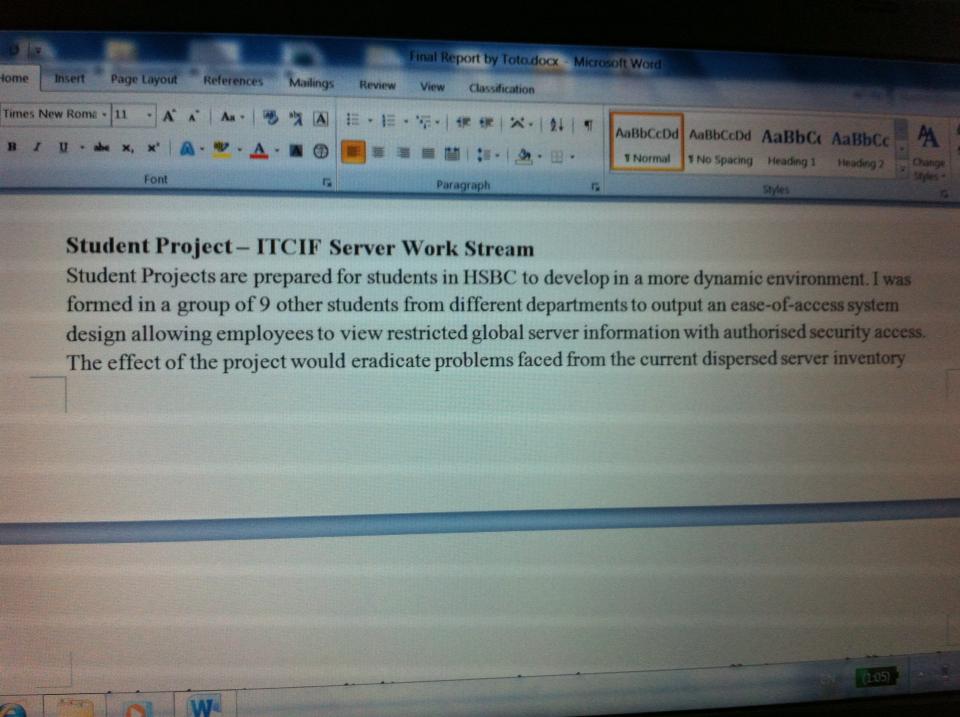 Final Report by Toto.docx - Microsoft Word
Home Insert Page Layout References Mailings Review View Classification
Times New Roma 11 A A Aa A
B I U abc x, x' A ab A A
AaBbCcDd AaBbCcDd AaBbCc AaBbCc AA
¶ Normal ¶ No Spacing Heading 1 Heading 2 Change
Styles
Font Paragraph Styles
Student Project – ITCIF Server Work Stream
Student Projects are prepared for students in HSBC to develop in a more dynamic environment. I was
formed in a group of 9 other students from different departments to output an ease-of-access system
design allowing employees to view restricted global server information with authorised security access.
The effect of the project would eradicate problems faced from the current dispersed server inventory
EN (1:05)
W